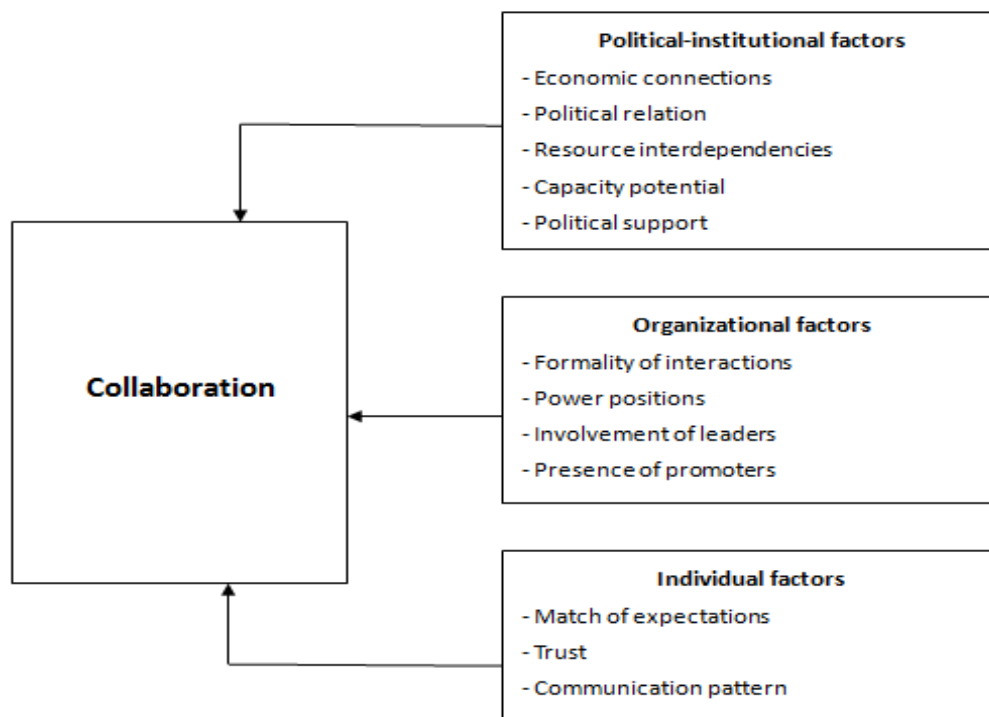 Political-institutional factors
- Economic connections
- Political relation
- Resource interdependencies
- Capacity potential
- Political support
Collaboration
Organizational factors
- Formality of interactions
- Power positions
- Involvement of leaders
- Presence of promoters
Individual factors
- Match of expectations
- Trust
- Communication pattern